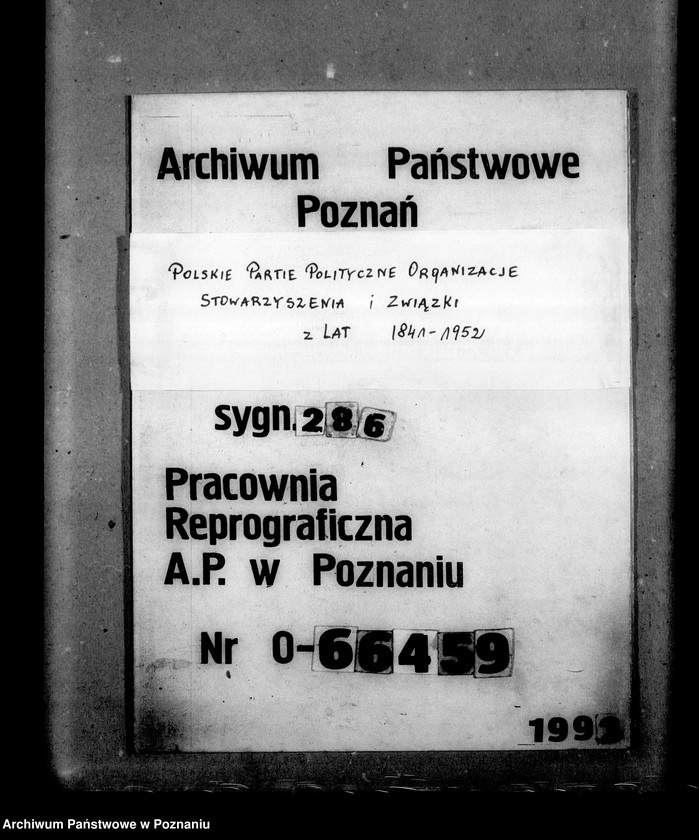 Archiwum Państwowe
Poznań
POLSKIE PARTIE POLITYCZNE ORGANIZACJE
STOWARZYSZENIA i ZWIĄZKI
z LAT 1841-1952
sygn. 286
Pracownia
Reprograficzna
A.P. w Poznaniu
Nr 0-66459
1993
Archiwum Państwowe w Poznaniu